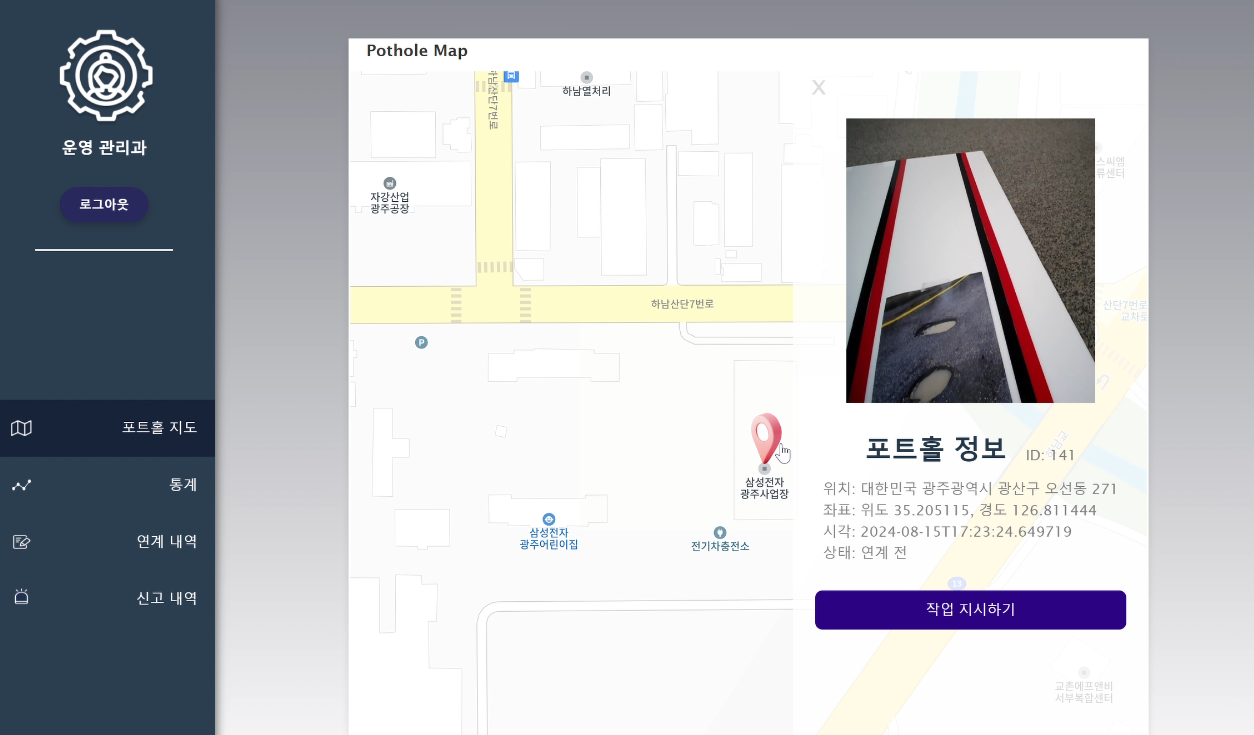 운영 관리과
로그아웃
포트홀 지도
통계
연계 내역
신고 내역
Pothole Map
하남산단7번로
하남열처리
자강산업
광주공장
하남산단7번로
P
삼성전자
광주사업장
삼성전자
광주어린이집
전기차충전소
X
스씨엠
류센터
산단7번로
교차로
하남교
포트홀 정보 ID: 141
위치: 대한민국 광주광역시 광산구 오선동 271
좌표: 위도 35.205115, 경도 126.811444
시각: 2024-08-15T17:23:24.649719
상태: 연계 전
13
작업 지시하기
교촌에프앤비
서부복합센터